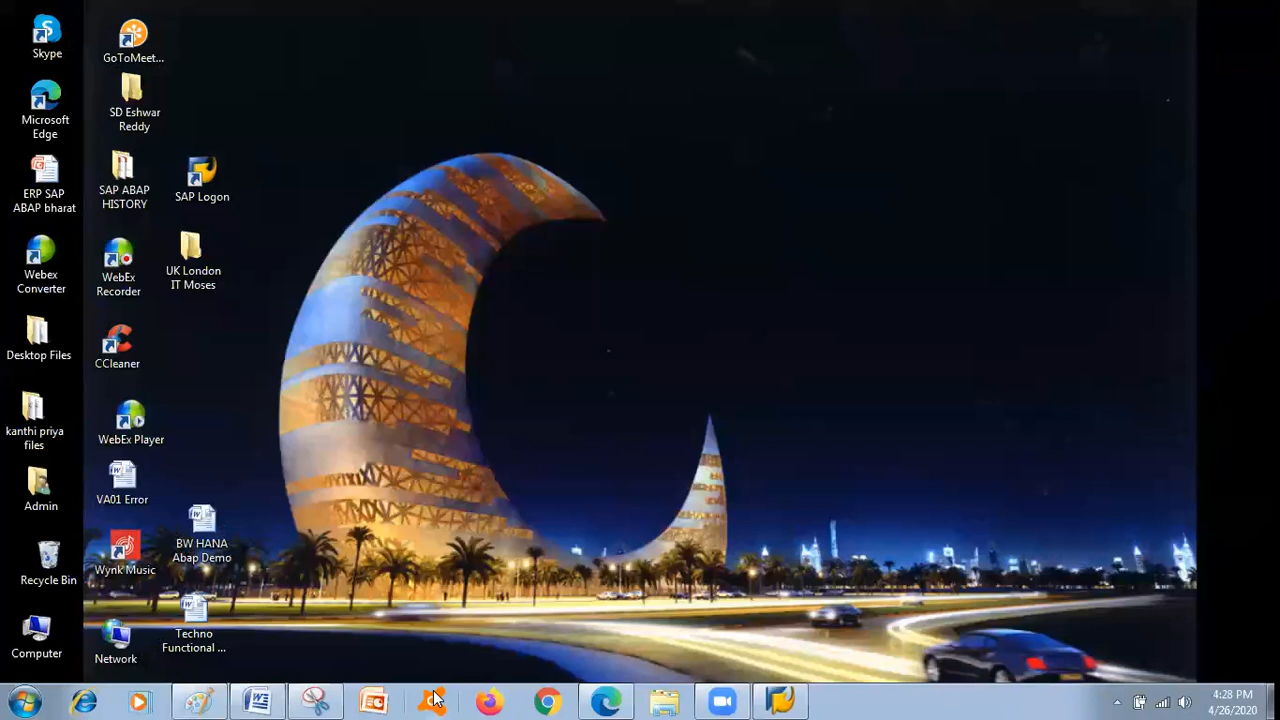 Skype
GoToMeet...
Microsoft
Edge
SD Eshwar
Reddy
ERP SAP
ABAP bharat
SAP ABAP
HISTORY
SAP Logon
Webex
Converter
WebEx
Recorder
UK London
IT Moses
Desktop Files
CCleaner
kanthi priya
files
WebEx Player
Admin
VA01 Error
BW HANA
Abap Demo
Recycle Bin
Wynk Music
Techno
Functional ...
Computer
Network
4:28 PM
4/26/2020